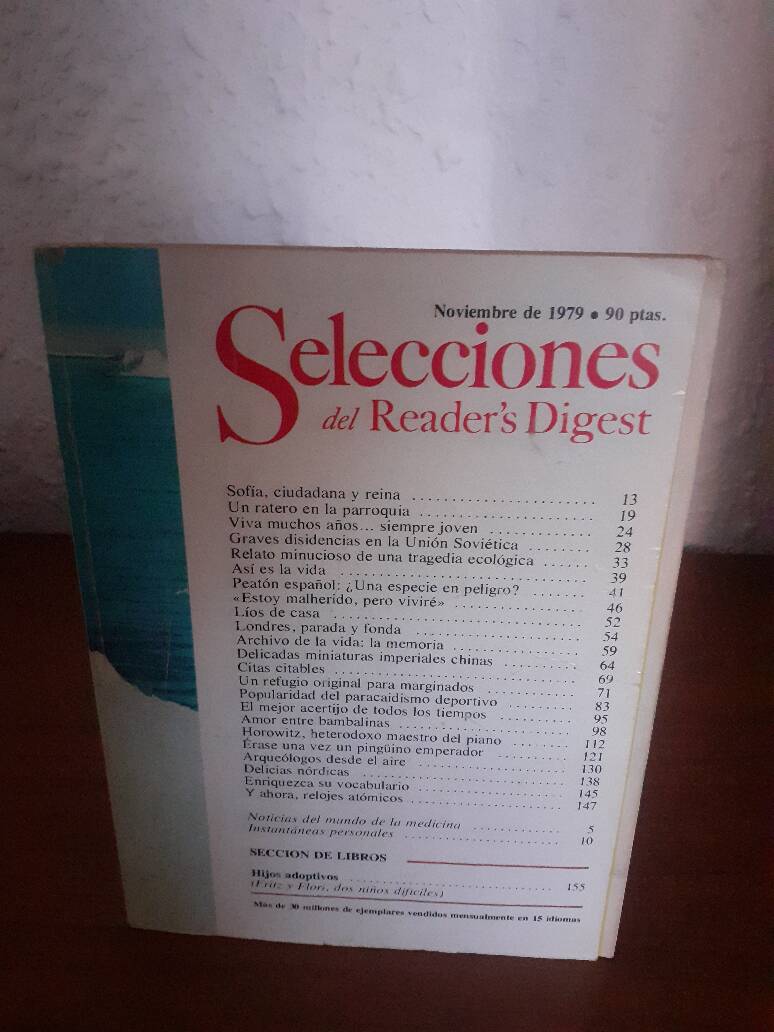 Noviembre de 1979 • 90 ptas.
Selecciones
del Reader's Digest
Sofía, ciudadana y reina ........................ 13
Un ratero en la parroquia ....................... 19
Viva muchos años... siempre joven .............. 24
Graves disidencias en la Unión Soviética ........ 28
Relato minucioso de una tragedia ecológica ...... 33
Así es la vida ................................ 39
Peatón español: ¿Una especie en peligro? ....... 41
«Estoy malherido, pero viviré» ................. 46
Líos de casa ................................ 52
Londres, parada y fonda ...................... 54
Archivo de la vida: la memoria ................. 59
Delicadas miniaturas imperiales chinas .......... 64
Citas citables ................................ 69
Un refugio original para marginados ............ 71
Popularidad del paracaidismo deportivo ......... 83
El mejor acertijo de todos los tiempos .......... 95
Amor entre bambalinas ........................ 98
Horowitz, heterodoxo maestro del piano ........ 112
Érase una vez un pingüino emperador .......... 121
Arqueólogos desde el aire ..................... 130
Delicias nórdicas ............................ 138
Enriquezca su vocabulario .................... 145
Y ahora, relojes atómicos ..................... 147
Noticias del mundo de la medicina ............. 5
Instantáneas personales ...................... 10
SECCION DE LIBROS
Hijos adoptivos ............................ 155
(Fritz y Flori, dos niños difíciles)
Más de 30 millones de ejemplares vendidos mensualmente en 15 idiomas